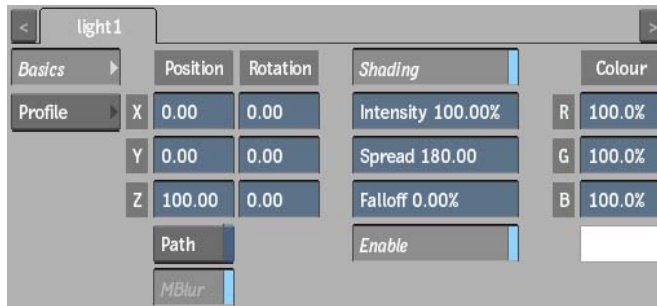 < light1 >
Basics Position Rotation Shading Colour
Profile X 0.00 0.00 Intensity 100.00% R 100.0%
Y 0.00 0.00 Spread 180.00 G 100.0%
Z 100.00 0.00 Falloff 0.00% B 100.0%
Path Enable
MBlur